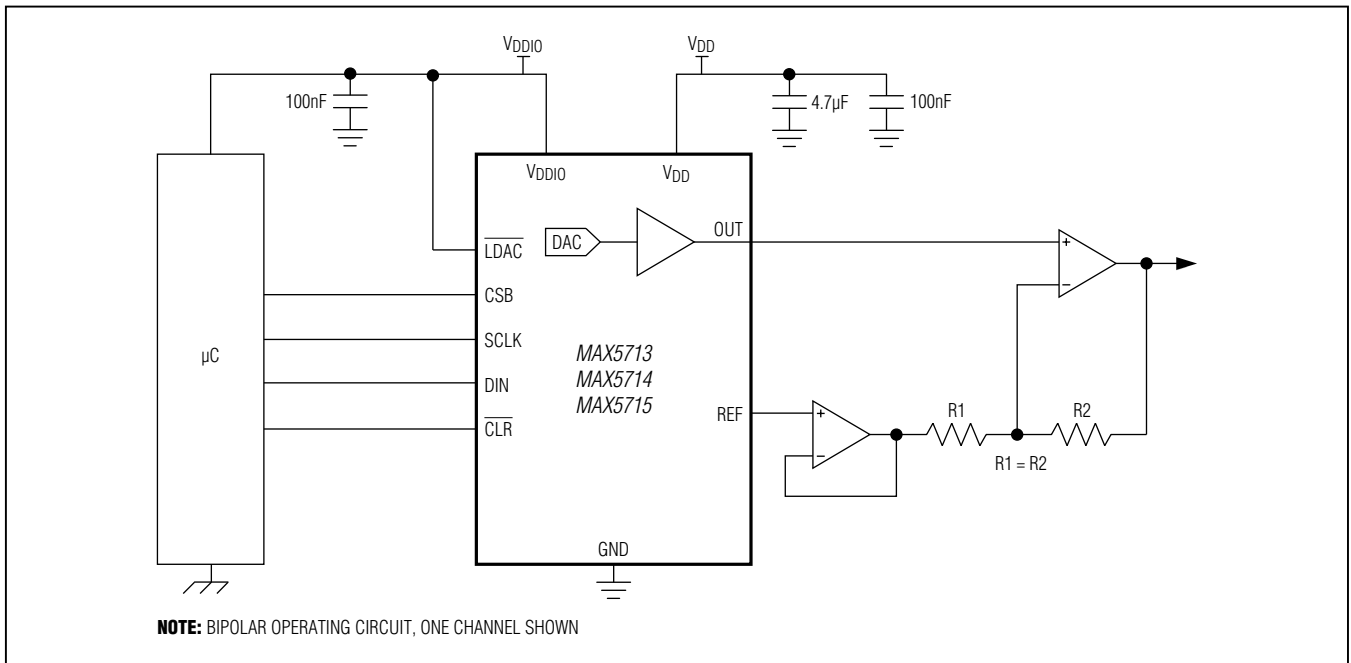 VDDIO
VDD
100nF
4.7µF
100nF
VDDIO
VDD
LDAC
DAC
OUT
CSB
SCLK
µC
MAX5713
MAX5714
MAX5715
DIN
CLR
REF
R1
R2
R1 = R2
GND
NOTE: BIPOLAR OPERATING CIRCUIT, ONE CHANNEL SHOWN
+
−
+
−